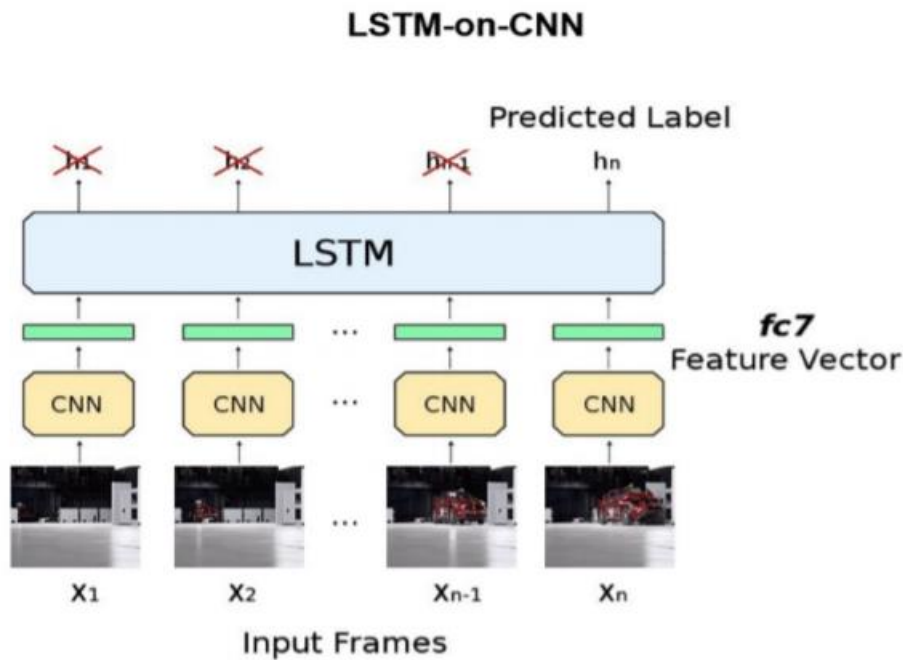 LSTM-on-CNN
Predicted Label
h1 h2 hn-1 hn
LSTM
...
fc7
Feature Vector
CNN CNN ... CNN CNN
...
x1 x2 xn-1 xn
Input Frames